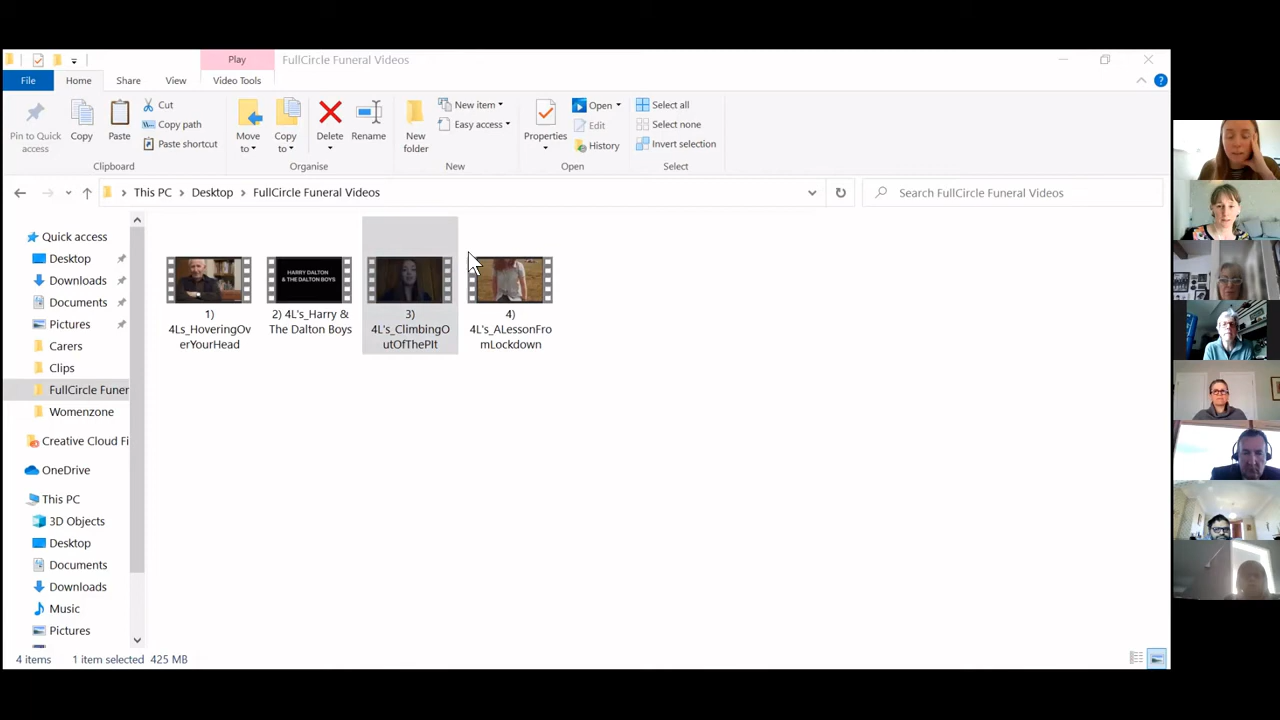 Play
FullCircle Funeral Videos
File
Home
Share
View
Video Tools
Pin to Quick
access
Copy
Paste
Cut
Copy path
Paste shortcut
Clipboard
Move
to
Copy
to
Delete
Rename
Organise
New
folder
New item
Easy access
New
Properties
Open
Edit
History
Open
Select all
Select none
Invert selection
Select
This PC
Desktop
FullCircle Funeral Videos
Search FullCircle Funeral Videos
Quick access
Desktop
Downloads
Documents
Pictures
Carers
Clips
FullCircle Funer
Womenzone
Creative Cloud Fi
OneDrive
This PC
3D Objects
Desktop
Documents
Downloads
Music
Pictures
1)
4Ls_HoveringOv
erYourHead
HARRY DALTON
& THE DALTON BOYS
2) 4L's_Harry &
The Dalton Boys
3)
4L's_ClimbingO
utOfThePIt
4)
4L's_ALessonFro
mLockdown
4 items
1 item selected
425 MB